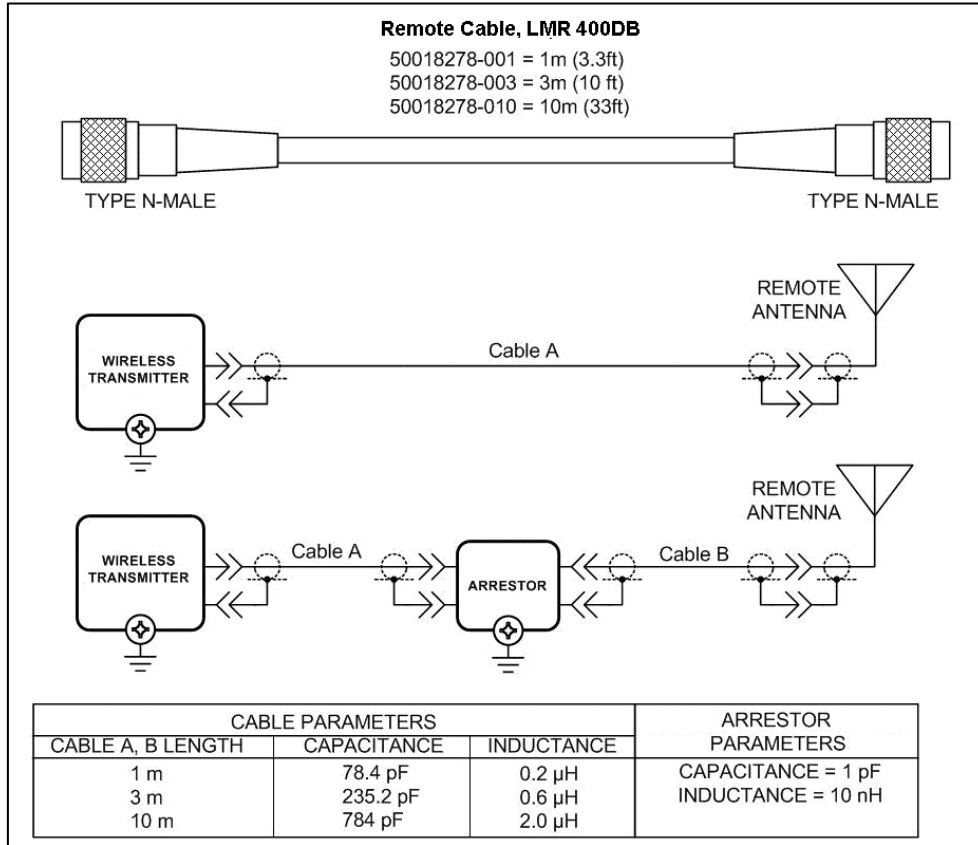 Remote Cable, LMR 400DB
50018278-001 = 1m (3.3ft)
50018278-003 = 3m (10 ft)
50018278-010 = 10m (33ft)
TYPE N-MALE
TYPE N-MALE
REMOTE
ANTENNA
WIRELESS
TRANSMITTER
Cable A
REMOTE
ANTENNA
WIRELESS
TRANSMITTER
Cable A
ARRESTOR
Cable B
CABLE PARAMETERS
ARRESTOR
PARAMETERS
CABLE A, B LENGTH CAPACITANCE INDUCTANCE
1 m 78.4 pF 0.2 μH CAPACITANCE = 1 pF
3 m 235.2 pF 0.6 μH INDUCTANCE = 10 nH
10 m 784 pF 2.0 μH